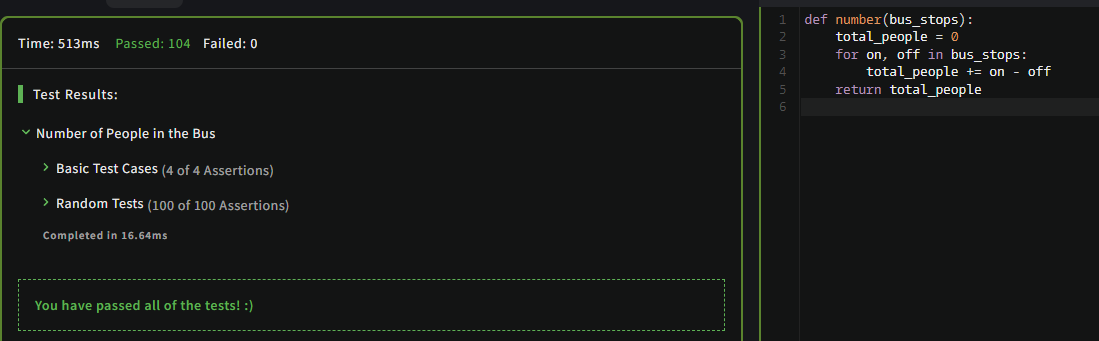 Time: 513ms Passed: 104 Failed: 0
Test Results:
Number of People in the Bus
Basic Test Cases (4 of 4 Assertions)
Random Tests (100 of 100 Assertions)
Completed in 16.64ms
You have passed all of the tests! :)
1 def number(bus_stops):
2     total_people = 0
3     for on, off in bus_stops:
4         total_people += on - off
5     return total_people
6